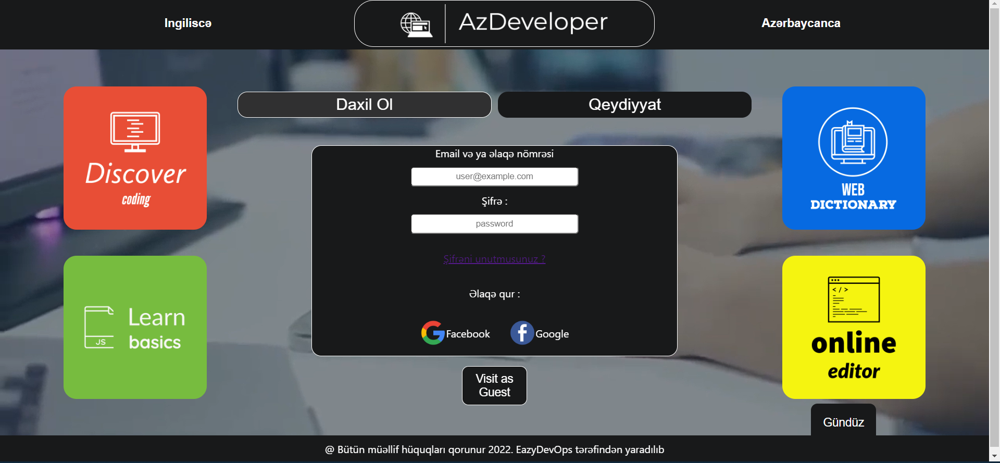 Ingiliscə
AzDeveloper
Azərbaycanca
Daxil Ol
Qeydiyyat
Discover
coding
Email və ya əlaqə nömrəsi
user@example.com
Şifrə :
password
Şifrəni unutmusunuz ?
Əlaqə qur :
Facebook
Google
WEB
DICTIONARY
JS
Learn
basics
</>
online
editor
Visit as
Guest
Gündüz
@ Bütün müəllif hüquqları qorunur 2022. EazyDevOps tərəfindən yaradılıb